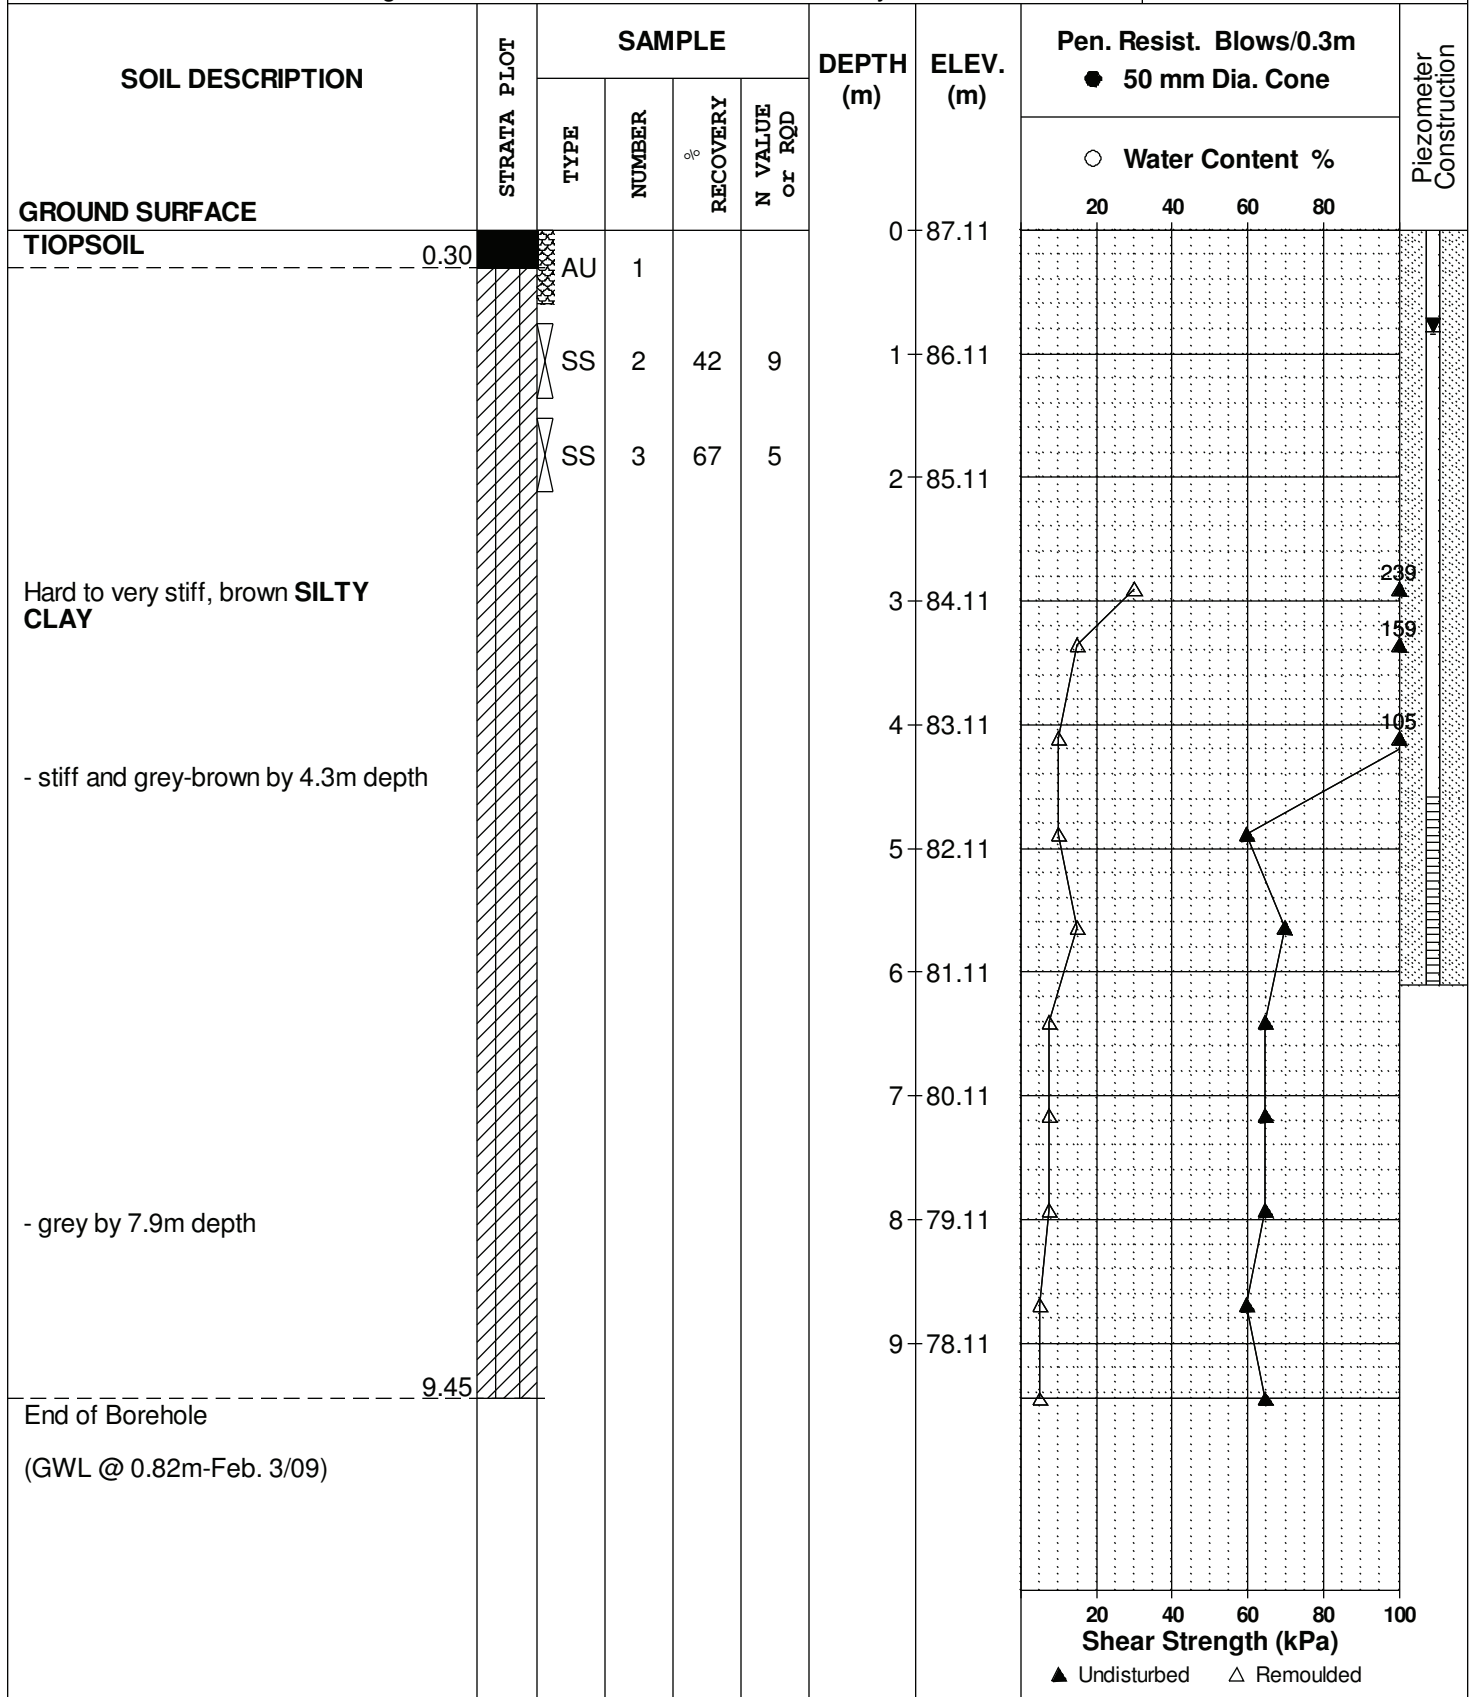 SOIL DESCRIPTION
GROUND SURFACE
STRATA PLOT
SAMPLE
TYPE
NUMBER
%
RECOVERY
N VALUE
or RQD
DEPTH
(m)
ELEV.
(m)
Pen. Resist. Blows/0.3m
● 50 mm Dia. Cone
○ Water Content %
20 40 60 80
Piezometer
Construction
TIOPSOIL
0.30
0 87.11
AU 1
SS 2 42 9
1 86.11
SS 3 67 5
2 85.11
239
Hard to very stiff, brown SILTY
CLAY
3 84.11
159
4 83.11
105
- stiff and grey-brown by 4.3m depth
5 82.11
6 81.11
7 80.11
- grey by 7.9m depth
8 79.11
9 78.11
9.45
End of Borehole
(GWL @ 0.82m-Feb. 3/09)
20 40 60 80 100
Shear Strength (kPa)
▲ Undisturbed △ Remoulded